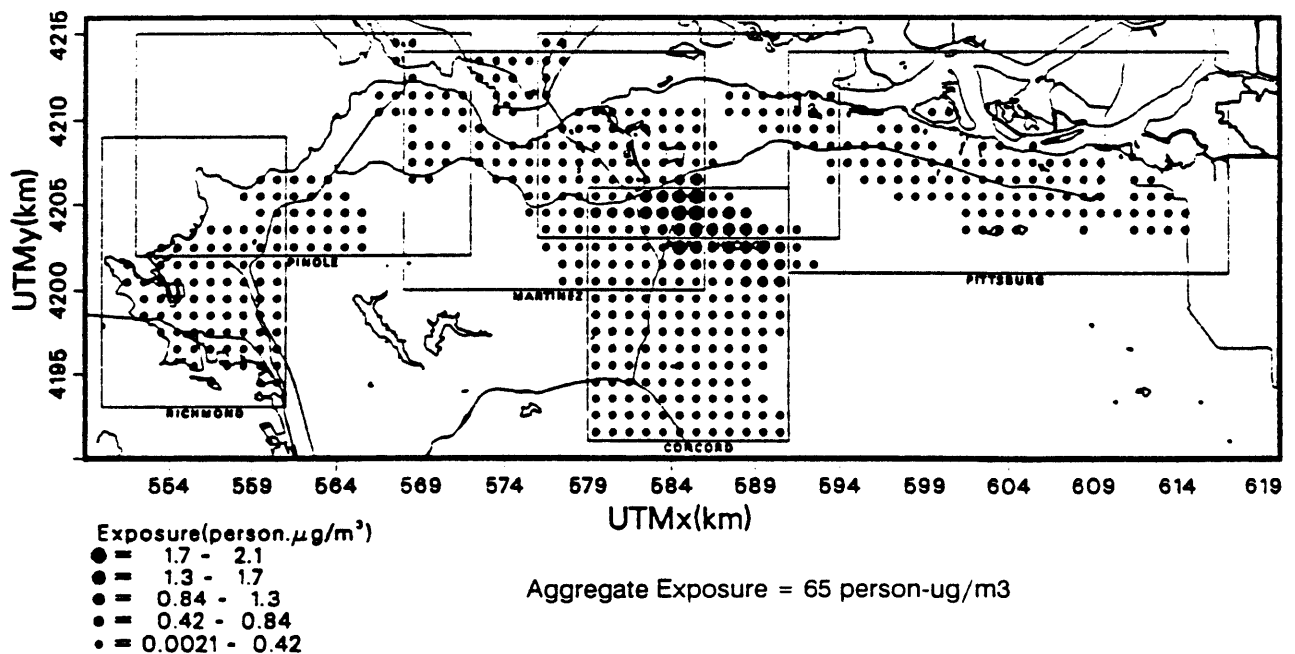 4215
4210
4205
4200
4195
UTMy(km)
PINOLE
MARTINEZ
PITTSBURG
RICHMOND
CONCORD
554 559 564 569 574 579 584 589 594 599 604 609 614 619
UTMx(km)
Exposure(person.μg/m³)
= 1.7 - 2.1
= 1.3 - 1.7
= 0.84 - 1.3
= 0.42 - 0.84
= 0.0021 - 0.42
Aggregate Exposure = 65 person-ug/m3